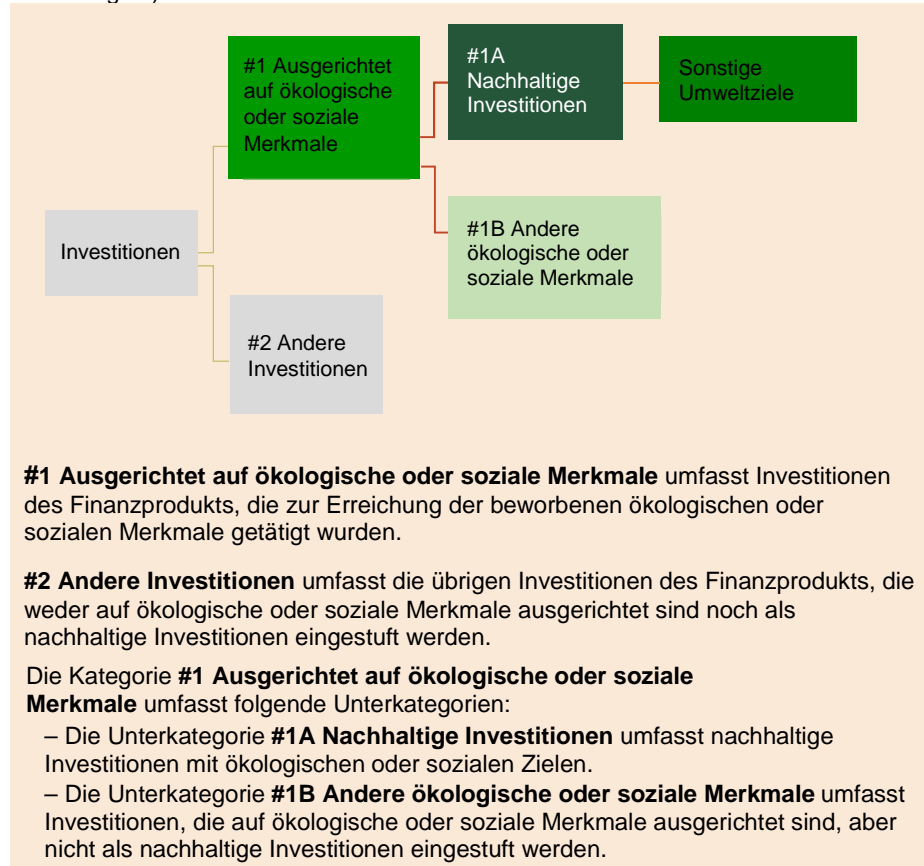 #1 Ausgerichtet
auf ökologische
oder soziale
Merkmale
#1A
Nachhaltige
Investitionen
Sonstige
Umweltziele
Investitionen
#1B Andere
ökologische oder
soziale Merkmale
#2 Andere
Investitionen
#1 Ausgerichtet auf ökologische oder soziale Merkmale umfasst Investitionen
des Finanzprodukts, die zur Erreichung der beworbenen ökologischen oder
sozialen Merkmale getätigt wurden.
#2 Andere Investitionen umfasst die übrigen Investitionen des Finanzprodukts, die
weder auf ökologische oder soziale Merkmale ausgerichtet sind noch als
nachhaltige Investitionen eingestuft werden.
Die Kategorie #1 Ausgerichtet auf ökologische oder soziale
Merkmale umfasst folgende Unterkategorien:
– Die Unterkategorie #1A Nachhaltige Investitionen umfasst nachhaltige
Investitionen mit ökologischen oder sozialen Zielen.
– Die Unterkategorie #1B Andere ökologische oder soziale Merkmale umfasst
Investitionen, die auf ökologische oder soziale Merkmale ausgerichtet sind, aber
nicht als nachhaltige Investitionen eingestuft werden.